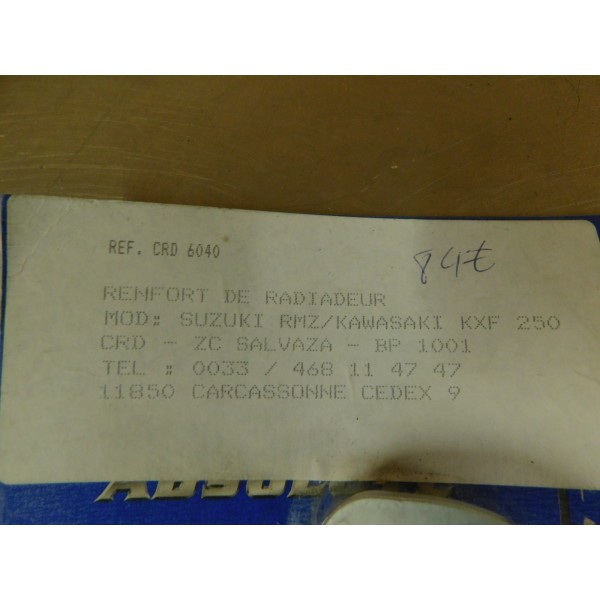 REF. CRD 6040
84€
RENFORT DE RADIADEUR
MOD: SUZUKI RMZ/KAWASAKI KXF 250
CRD - ZC SALVAZA - BP 1001
TEL : 0033 / 468 11 47 47
11850 CARCASSONNE CEDEX 9